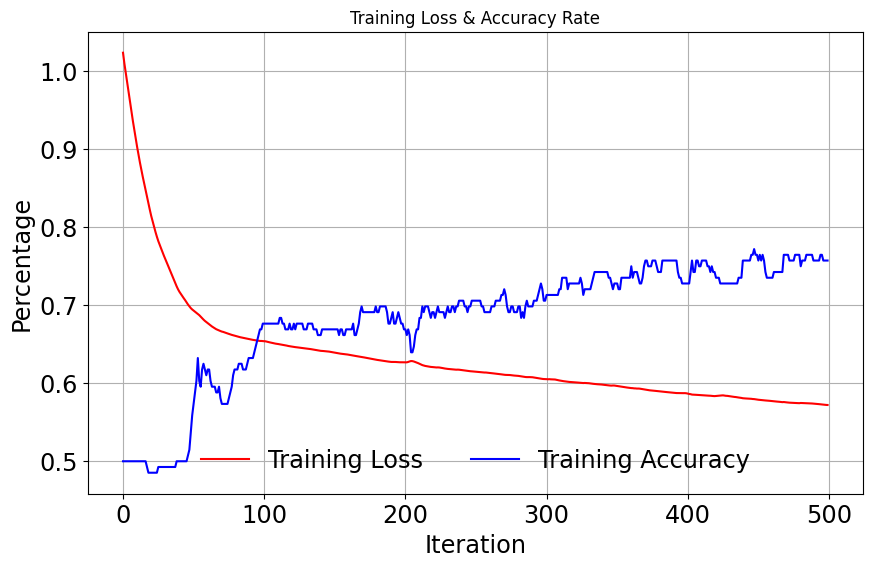 Training Loss & Accuracy Rate
Percentage
1.0
0.9
0.8
0.7
0.6
0.5
Training Loss
Training Accuracy
0
100
200
300
400
500
Iteration